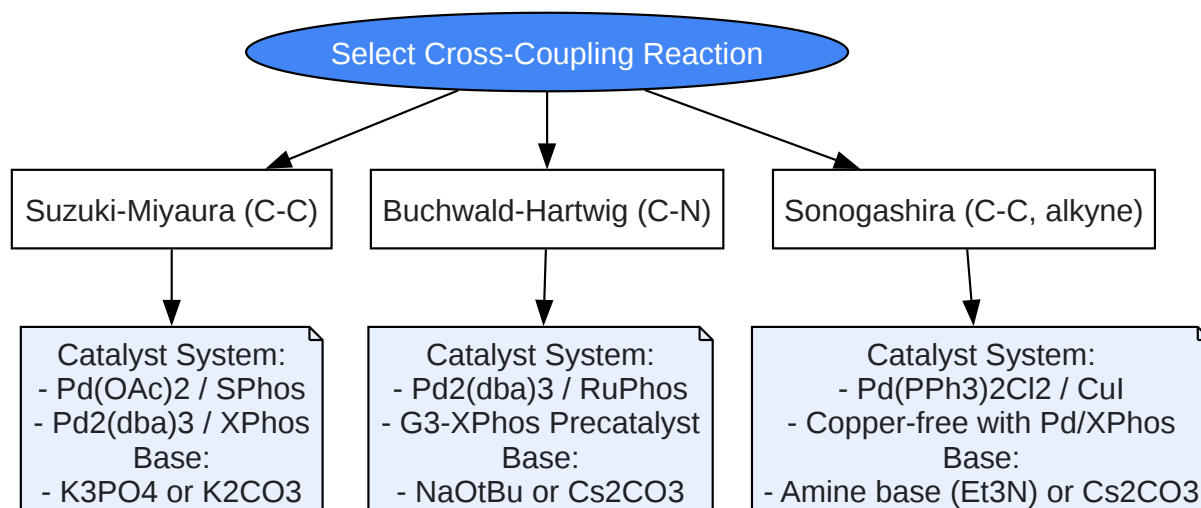 Select Cross-Coupling Reaction
Suzuki-Miyaura (C-C)
Buchwald-Hartwig (C-N)
Sonogashira (C-C, alkyne)
Catalyst System:
- Pd(OAc)2 / SPhos
- Pd2(dba)3 / XPhos
Base:
- K3PO4 or K2CO3
Catalyst System:
- Pd2(dba)3 / RuPhos
- G3-XPhos Precatalyst
Base:
- NaOtBu or Cs2CO3
Catalyst System:
- Pd(PPh3)2Cl2 / CuI
- Copper-free with Pd/XPhos
Base:
- Amine base (Et3N) or Cs2CO3